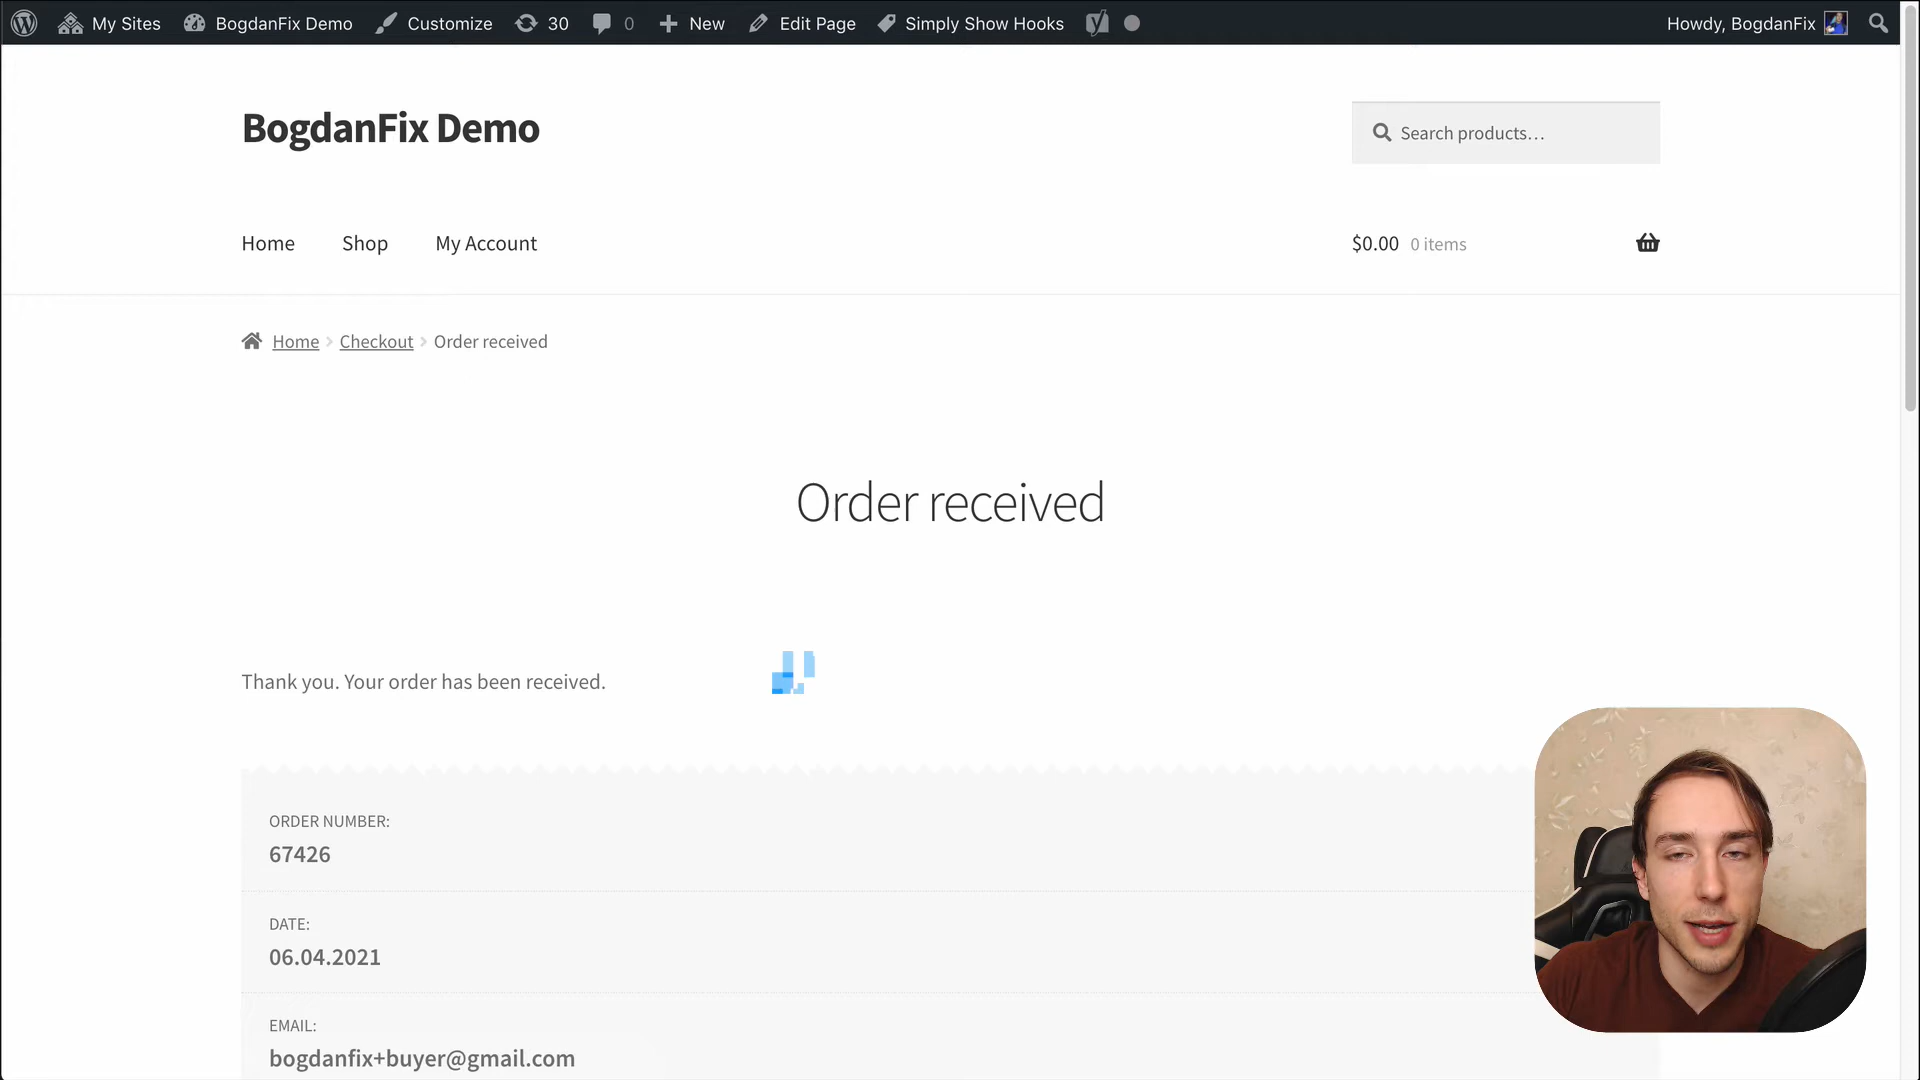 My Sites BogdanFix Demo Customize 30 0 New Edit Page Simply Show Hooks Howdy, BogdanFix
BogdanFix Demo
Search products…
Home Shop My Account $0.00 0 items
Home Checkout Order received
Order received
Thank you. Your order has been received.
ORDER NUMBER:
67426
DATE:
06.04.2021
EMAIL:
bogdanfix+buyer@gmail.com